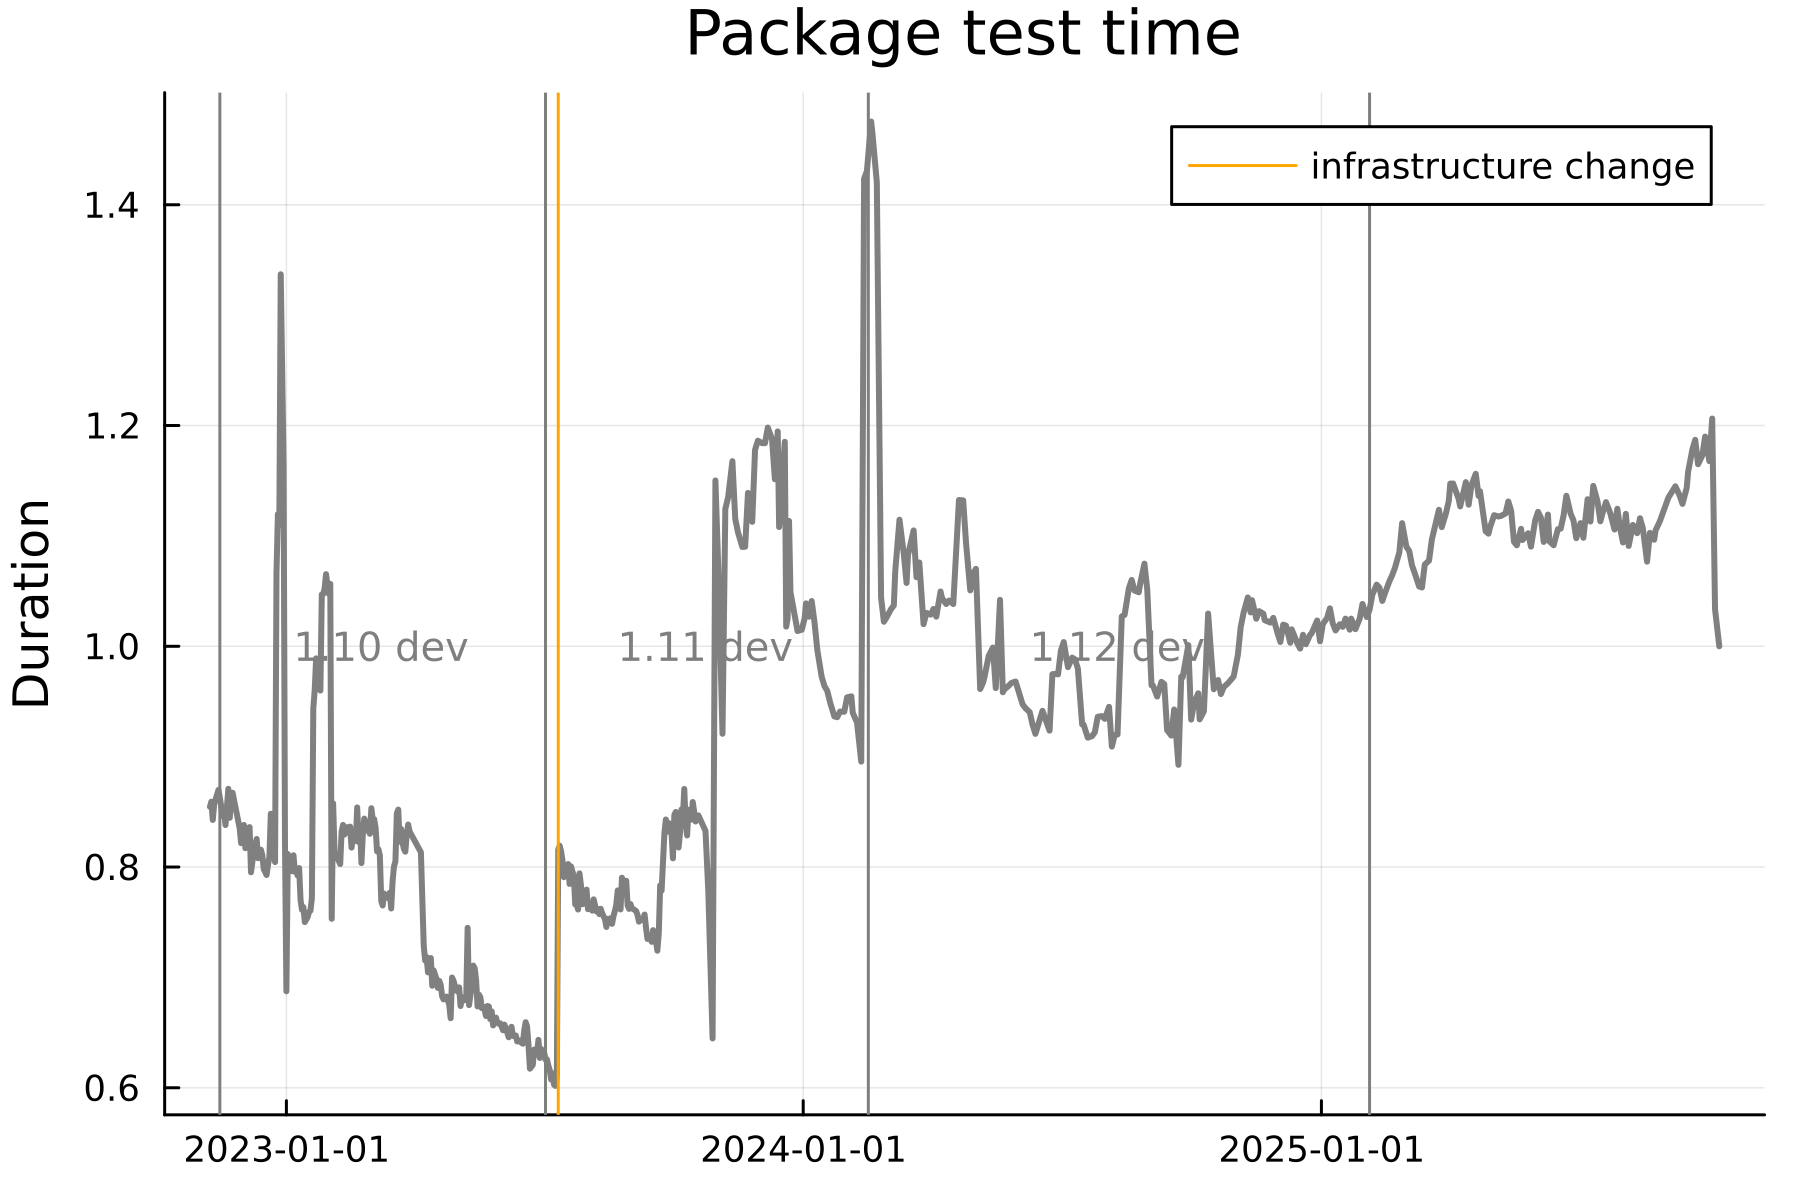 Package test time
infrastructure change
1.4
1.2
1.0
0.8
0.6
Duration
1.10 dev
1.11 dev
1.12 dev
2023-01-01
2024-01-01
2025-01-01